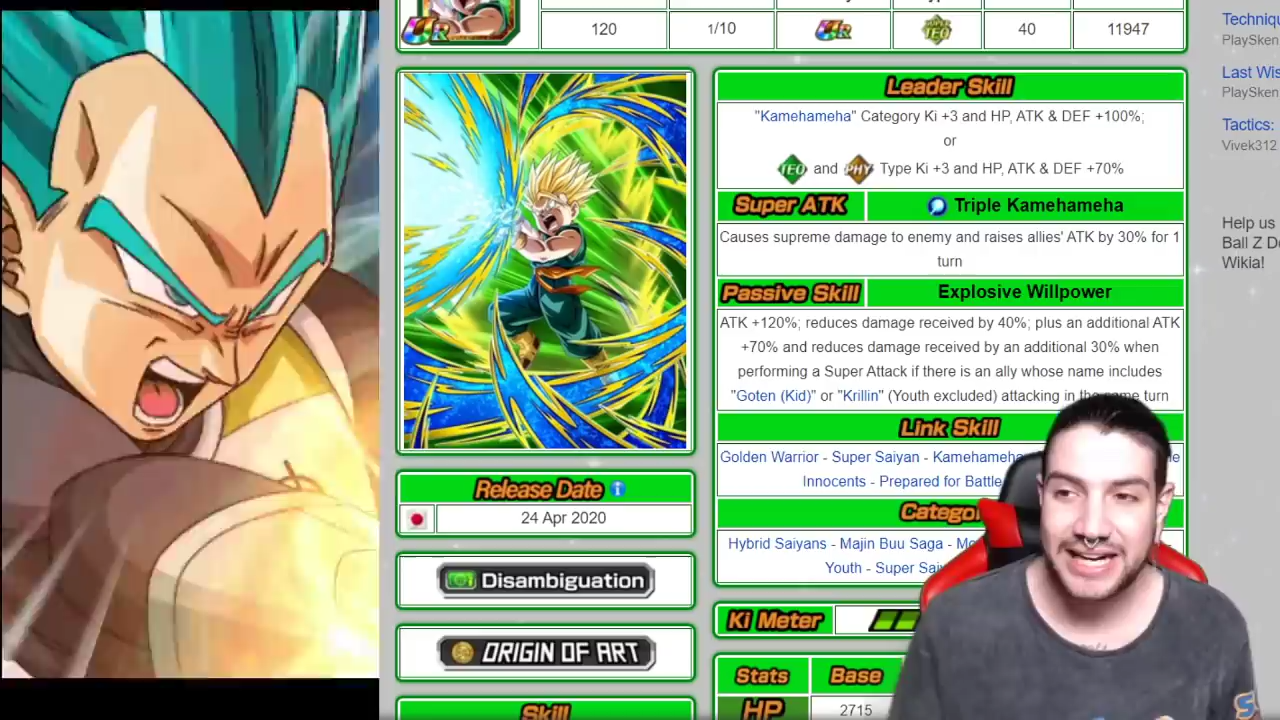 UR
120
1/10
UR
SUPER TEQ
40
11947
Leader Skill
"Kamehameha" Category Ki +3 and HP, ATK & DEF +100%;
or
TEQ and PHY Type Ki +3 and HP, ATK & DEF +70%
Super ATK
Triple Kamehameha
Causes supreme damage to enemy and raises allies' ATK by 30% for 1
turn
Passive Skill
Explosive Willpower
ATK +120%; reduces damage received by 40%; plus an additional ATK
+70% and reduces damage received by an additional 30% when
performing a Super Attack if there is an ally whose name includes
"Goten (Kid)" or "Krillin" (Youth excluded) attacking in the same turn
Link Skill
Golden Warrior - Super Saiyan - Kamehameha
Innocents - Prepared for Battle
Hybrid Saiyans - Majin Buu Saga -
Youth - Super
Ki Meter
Stats
Base
HP
2715
Release Date
24 Apr 2020
Disambiguation
ORIGIN OF ART
Skill
PlaySken
Last
PlaySken
Tactics:
Vivek312
Help us
Ball Z
Wikia!